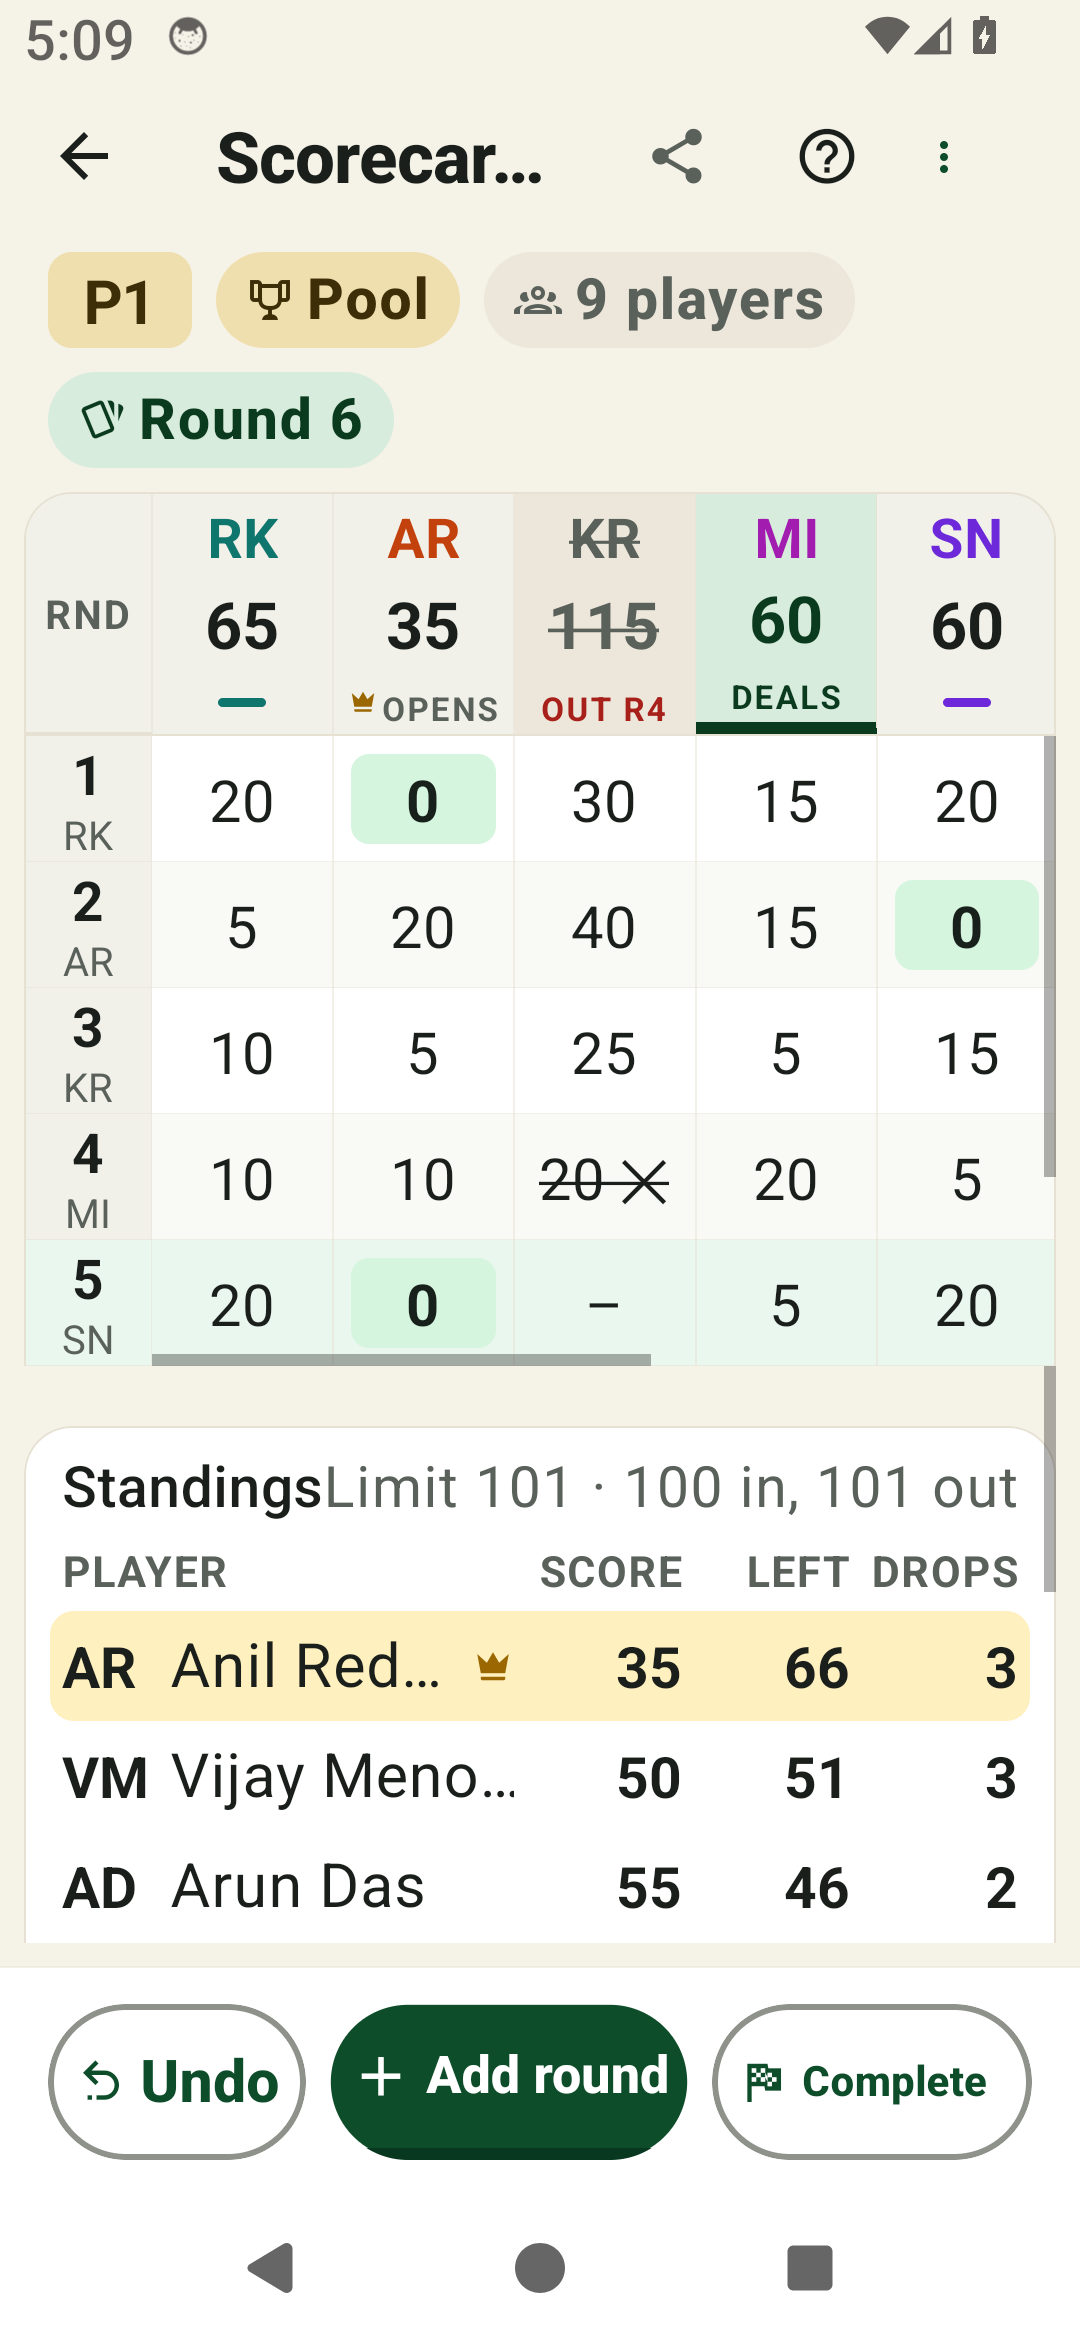 5:09
Scorecar...
P1 Pool 9 players
Round 6
RND RK AR KR MI SN
65 35 115 60 60
OPENS OUT R4 DEALS
1 RK 20 0 30 15 20
2 AR 5 20 40 15 0
3 KR 10 5 25 5 15
4 MI 10 10 20 × 20 5
5 SN 20 0 – 5 20
Standings Limit 101 · 100 in, 101 out
PLAYER SCORE LEFT DROPS
AR Anil Red... 35 66 3
VM Vijay Meno... 50 51 3
AD Arun Das 55 46 2
Undo Add round Complete